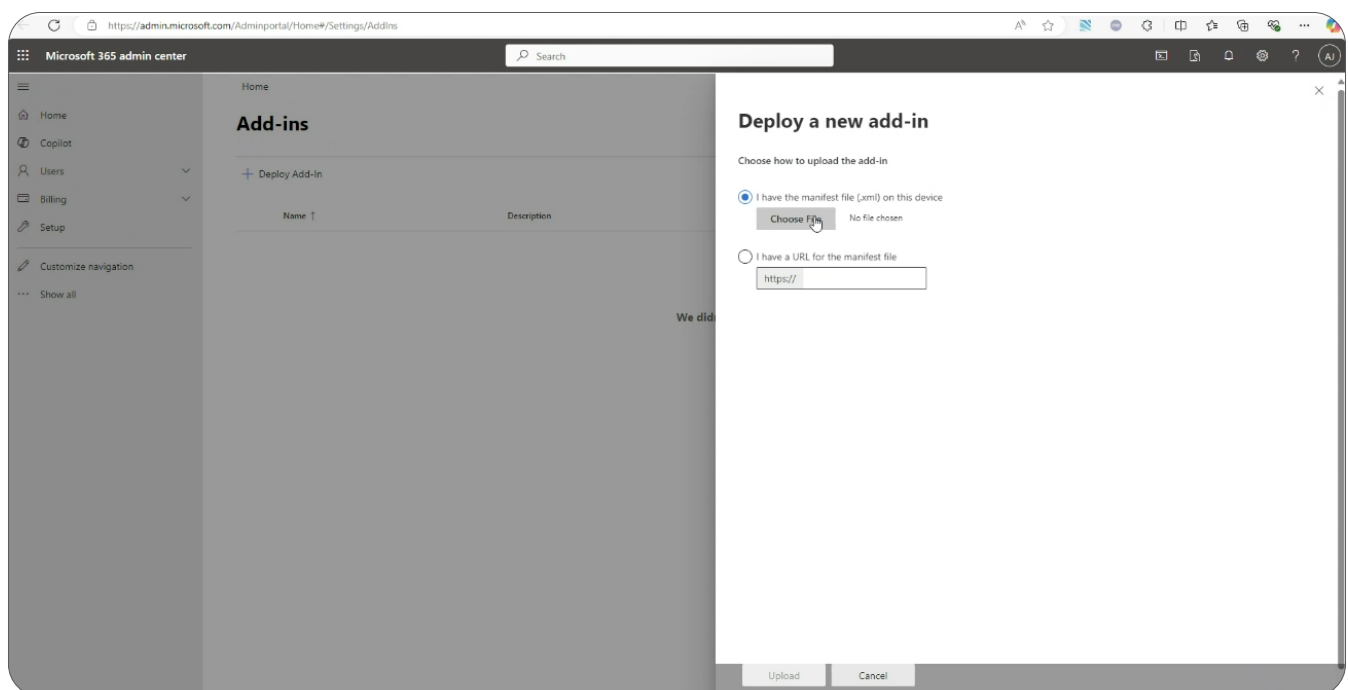 https://admin.microsoft.com/Adminportal/Home#/Settings/AddIns
Microsoft 365 admin center
Search
AJ
Home
Copilot
Users
Billing
Setup
Customize navigation
Show all
Home
Add-ins
Deploy Add-In
Name ↑
Description
We did
Deploy a new add-in
Choose how to upload the add-in
I have the manifest file (.xml) on this device
Choose File
No file chosen
I have a URL for the manifest file
https://
Upload
Cancel